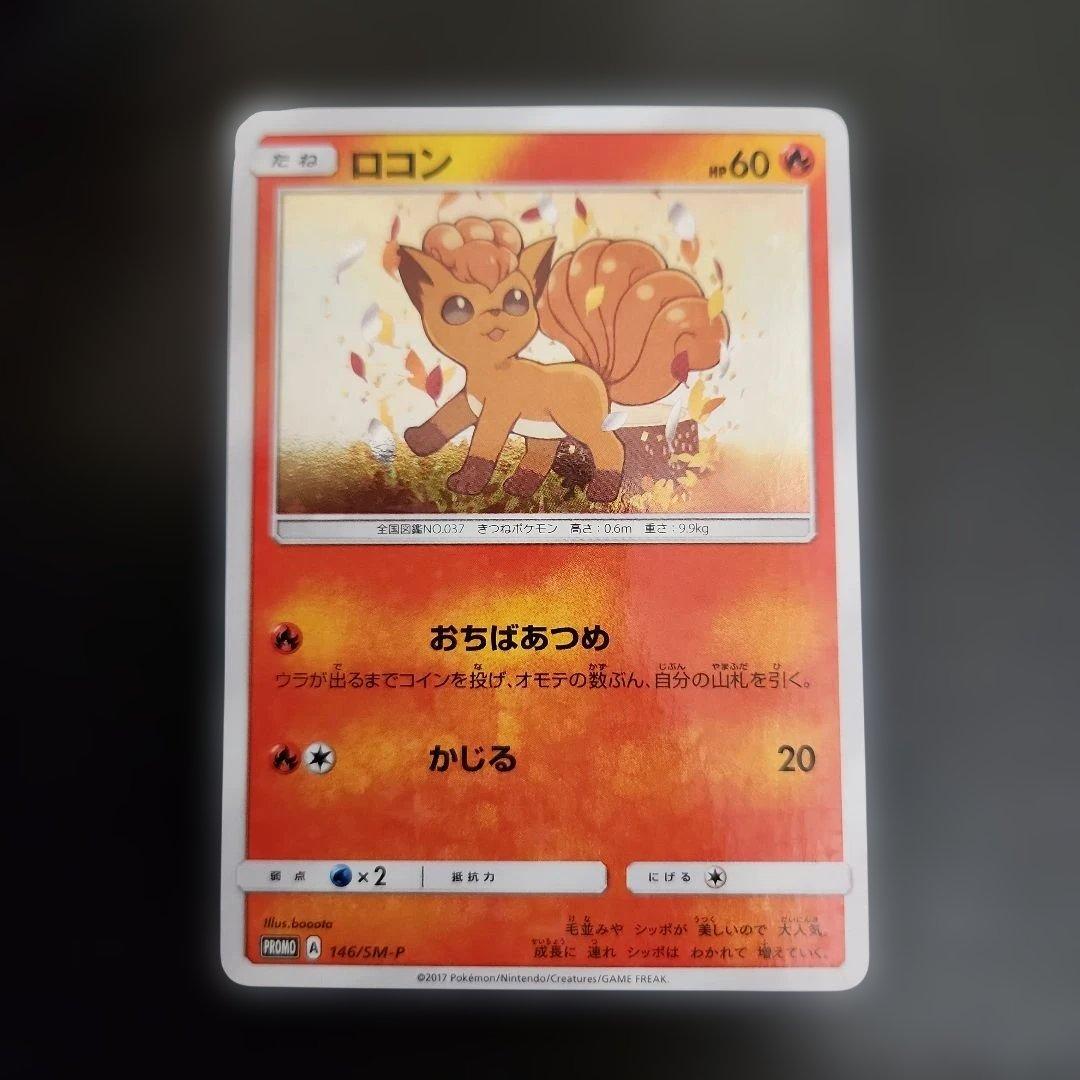 たね ロコン HP60
全国図鑑NO.037 きつねポケモン 高さ:0.6m 重さ:9.9kg
おちばあつめ
ウラが出るまでコインを投げ、オモテの数ぶん、自分の山札を引く。
かじる 20
弱点 ×2 抵抗力 にげる
Illus.booota
毛並みや シッポが 美しいので 大人気。
成長に 連れ シッポは わかれて 増えていく。
PROMO A 146/SM-P
©2017 Pokémon/Nintendo/Creatures/GAME FREAK.